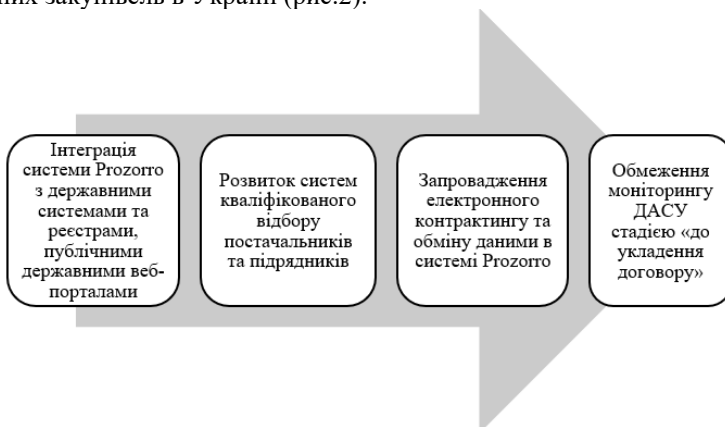 них закупівель в Україні (рис.2).
Інтеграція
системи Prozorro
з державними
системами та
реєстрами,
публічними
державними веб-
порталами
Розвиток систем
кваліфікованого
відбору
постачальників
та підрядників
Запровадження
електронного
контрактингу та
обміну даними в
системі Prozorro
Обмеження
моніторингу
ДАСУ
стадією «до
укладення
договору»